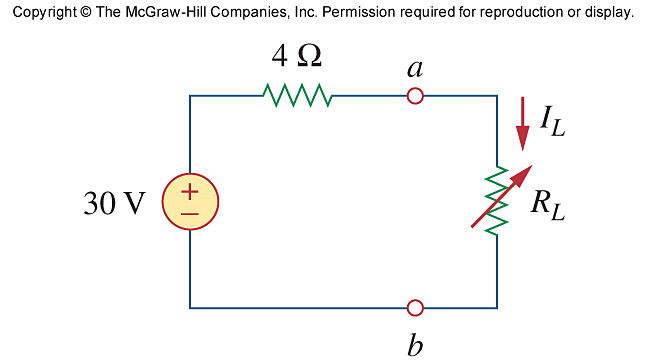 Copyright © The McGraw-Hill Companies, Inc. Permission required for reproduction or display.
4 Ω
a
I_L
30 V
+
−
R_L
b